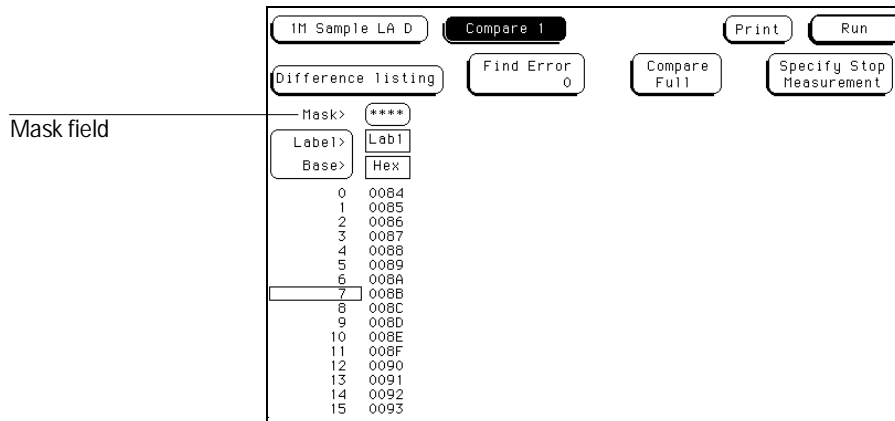 1M Sample LA D Compare 1 Print Run
Difference listing Find Error 0 Compare Full Specify Stop Measurement
Mask field
Mask> ****
Label> Lab1
Base> Hex
0 0084
1 0085
2 0086
3 0087
4 0088
5 0089
6 008A
7 008B
8 008C
9 008D
10 008E
11 008F
12 0090
13 0091
14 0092
15 0093